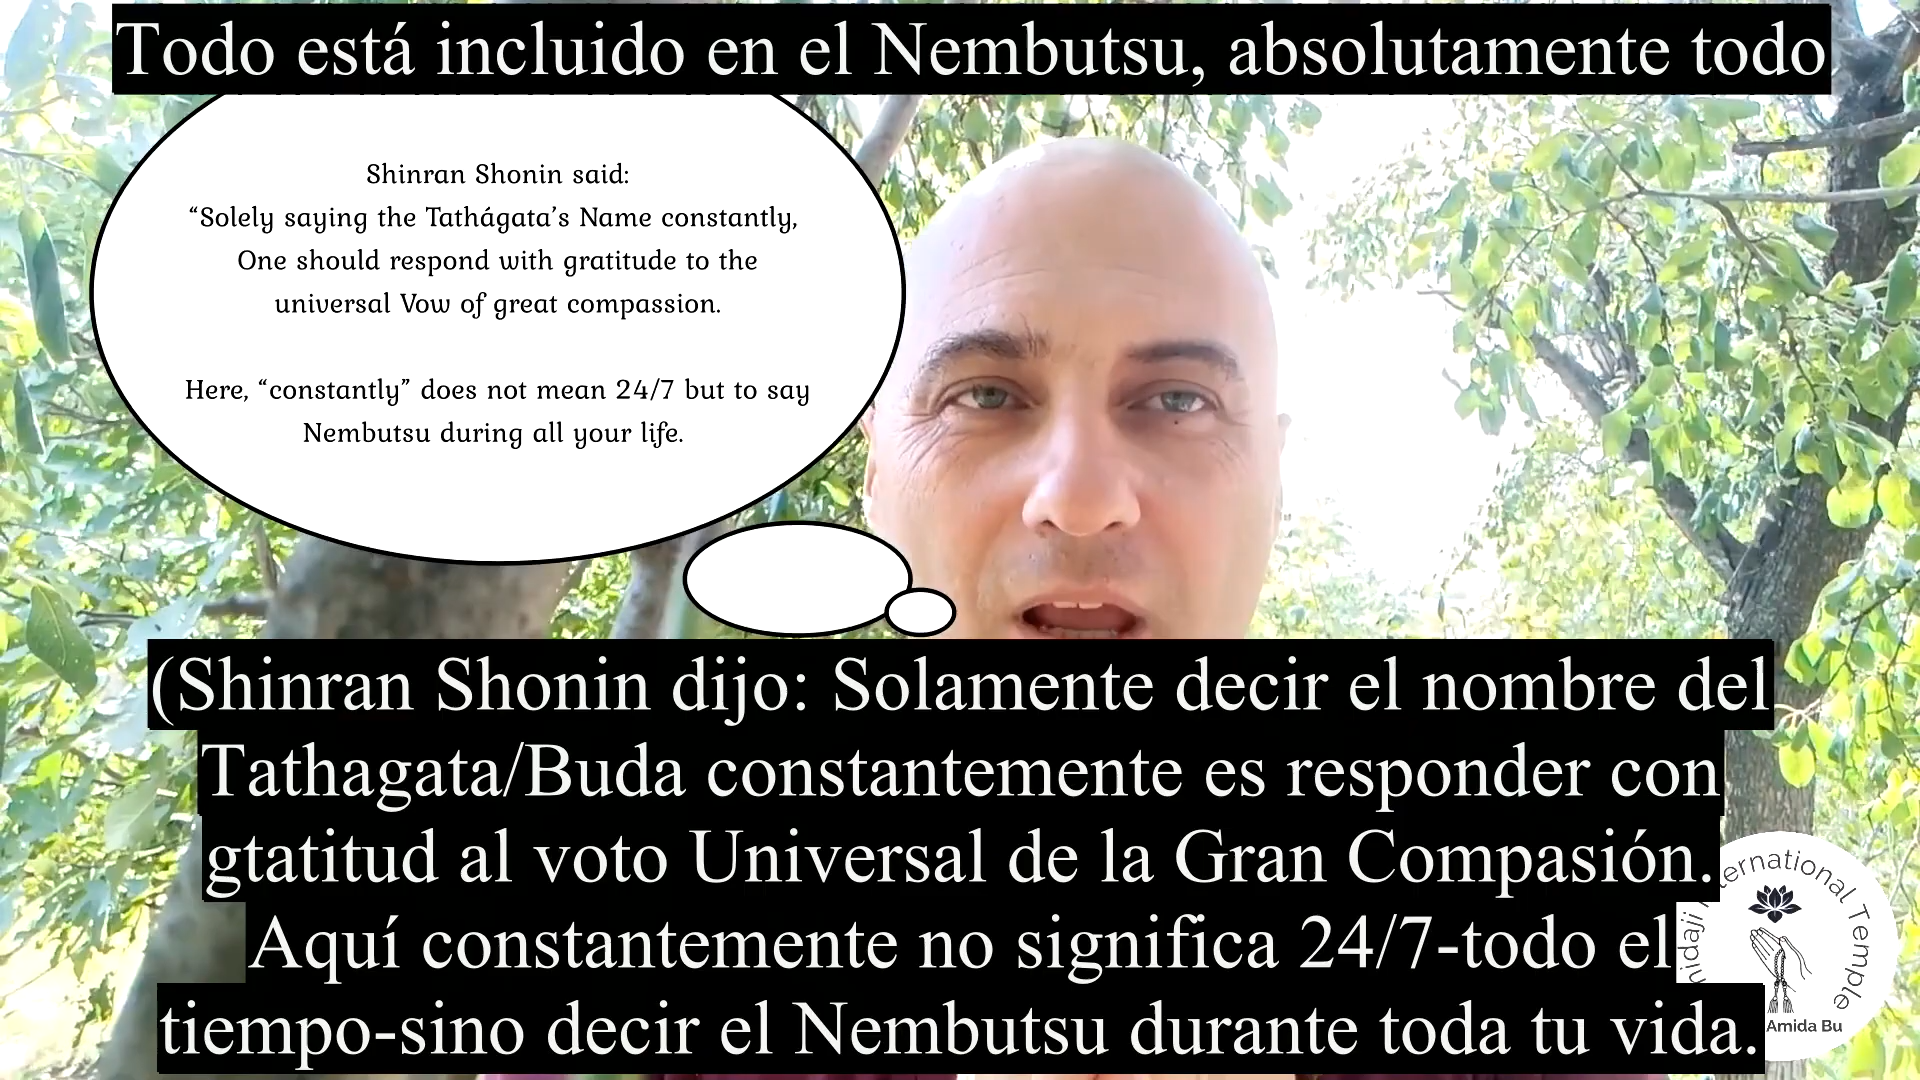 Todo está incluido en el Nembutsu, absolutamente todo
Shinran Shonin said:
“Solely saying the Tathágata’s Name constantly,
One should respond with gratitude to the
universal Vow of great compassion.
Here, “constantly” does not mean 24/7 but to say
Nembutsu during all your life.
(Shinran Shonin dijo: Solamente decir el nombre del
Tathagata/Buda constantemente es responder con
gtatitud al voto Universal de la Gran Compasión.
Aquí constantemente no significa 24/7-todo el
tiempo-sino decir el Nembutsu durante toda tu vida.
Temple
Amida Bu